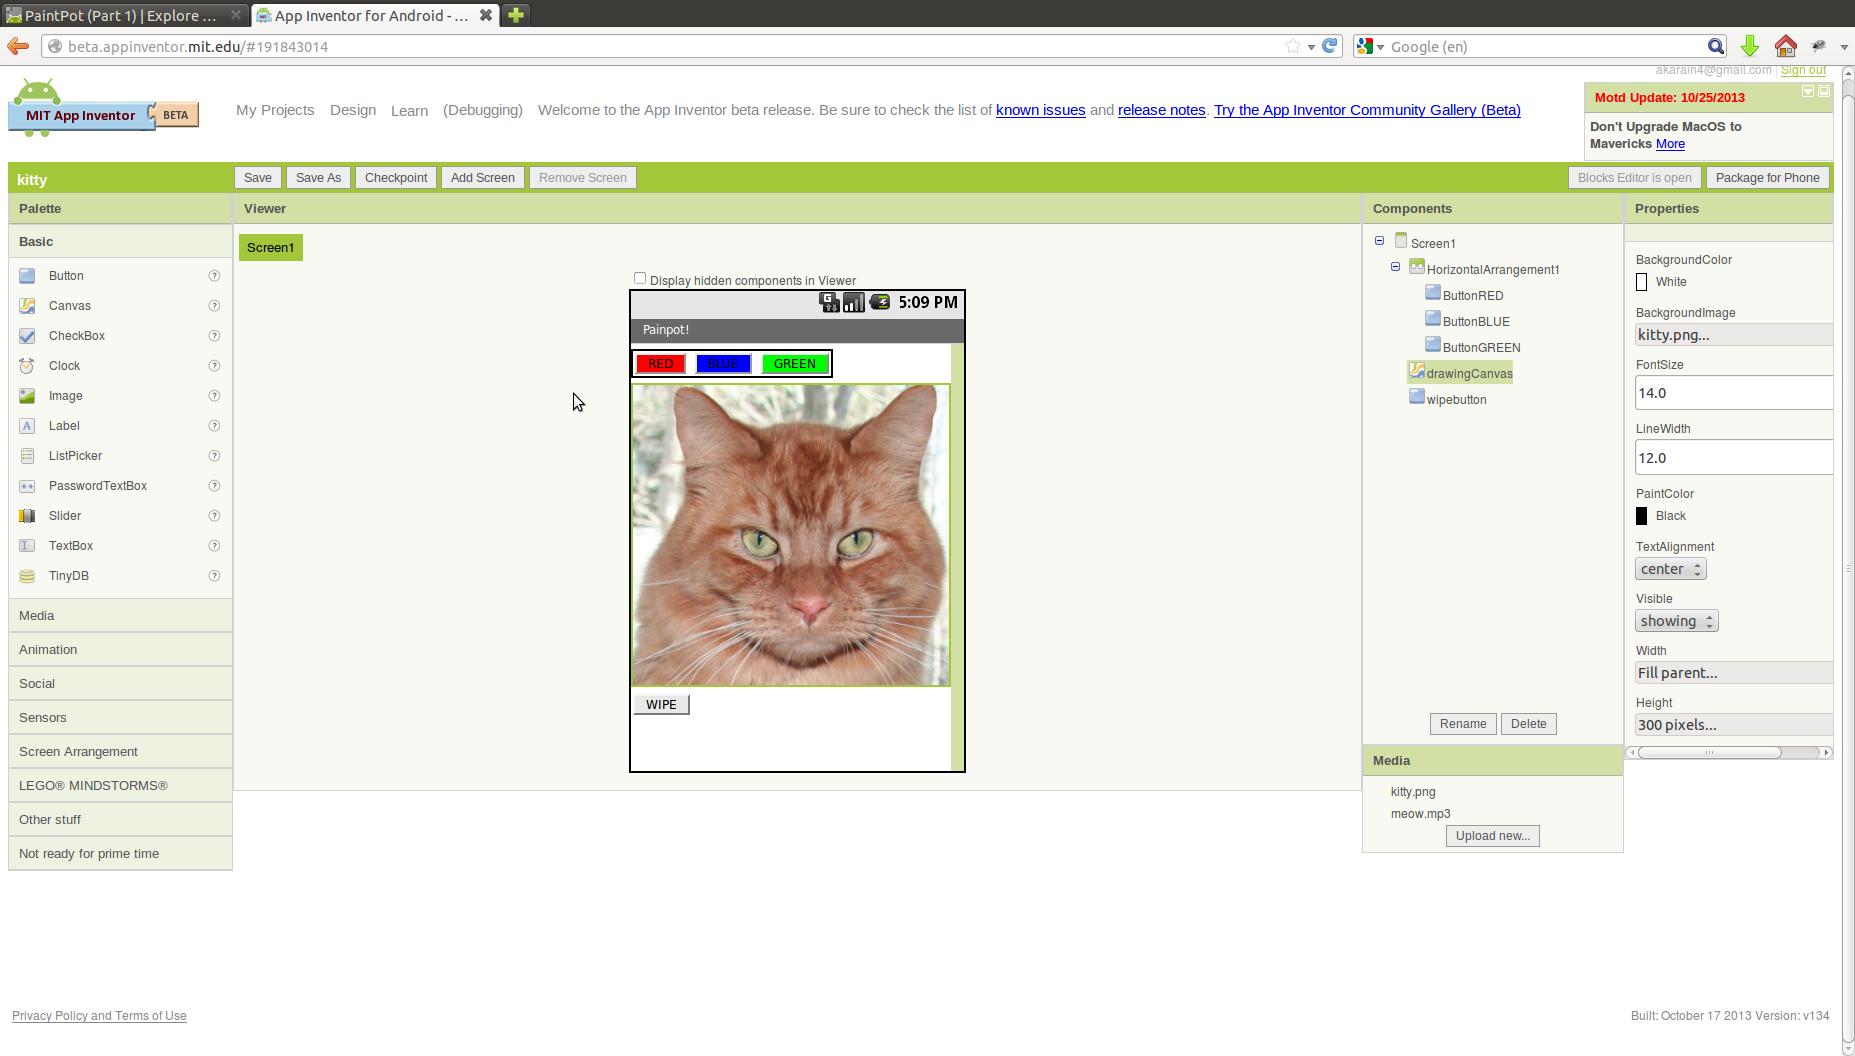 PaintPot (Part 1) | Explore ...
App Inventor for Android - ...
beta.appinventor.mit.edu/#191843014
Google (en)
akarain4@gmail.com | Sign out
MIT App Inventor BETA
My Projects Design Learn (Debugging) Welcome to the App Inventor beta release. Be sure to check the list of known issues and release notes. Try the App Inventor Community Gallery (Beta)
Motd Update: 10/25/2013
Don't Upgrade MacOS to
Mavericks More
kitty
Save Save As Checkpoint Add Screen Remove Screen
Blocks Editor is open Package for Phone
Palette
Basic
Button ?
Canvas ?
CheckBox ?
Clock ?
Image ?
Label ?
ListPicker ?
PasswordTextBox ?
Slider ?
TextBox ?
TinyDB ?
Media
Animation
Social
Sensors
Screen Arrangement
LEGO® MINDSTORMS®
Other stuff
Not ready for prime time
Viewer
Screen1
Display hidden components in Viewer
5:09 PM
Painpot!
RED BLUE GREEN
WIPE
Components
Screen1
HorizontalArrangement1
ButtonRED
ButtonBLUE
ButtonGREEN
drawingCanvas
wipebutton
Rename Delete
Media
kitty.png
meow.mp3
Upload new...
Properties
BackgroundColor
White
BackgroundImage
kitty.png...
FontSize
14.0
LineWidth
12.0
PaintColor
Black
TextAlignment
center
Visible
showing
Width
Fill parent...
Height
300 pixels...
Privacy Policy and Terms of Use
Built: October 17 2013 Version: v134